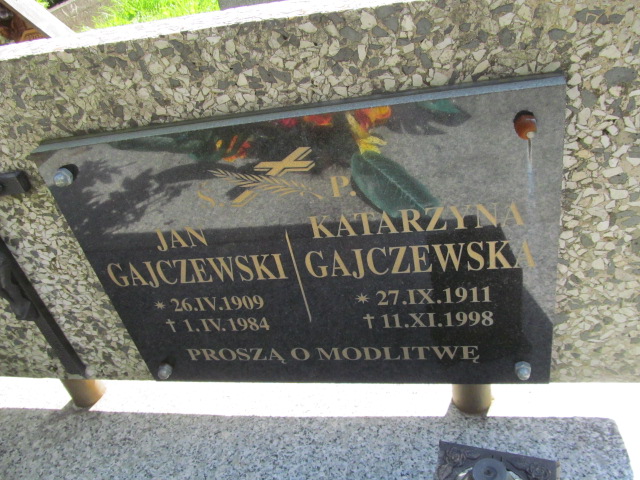 Ś. P.
JAN
GAJCZEWSKI
* 26.IV.1909
† 1.IV.1984
KATARZYNA
GAJCZEWSKA
* 27.IX.1911
† 11.XI.1998
PROSZĄ O MODLITWĘ